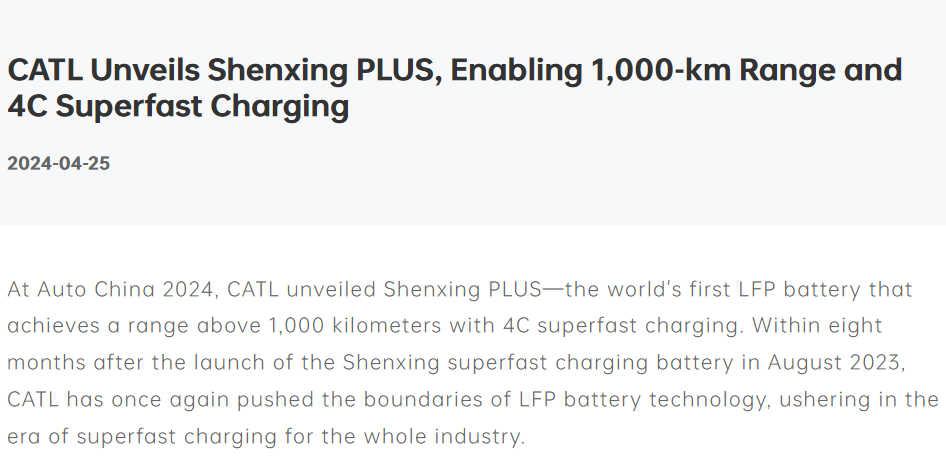 CATL Unveils Shenxing PLUS, Enabling 1,000-km Range and
4C Superfast Charging
2024-04-25
At Auto China 2024, CATL unveiled Shenxing PLUS—the world's first LFP battery that
achieves a range above 1,000 kilometers with 4C superfast charging. Within eight
months after the launch of the Shenxing superfast charging battery in August 2023,
CATL has once again pushed the boundaries of LFP battery technology, ushering in the
era of superfast charging for the whole industry.